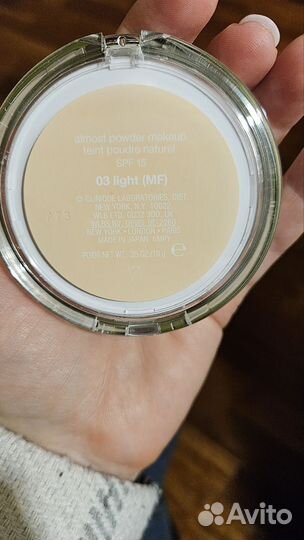 almost powder makeup
teint poudre naturel
SPF 15
03 light (MF)
© CLINIQUE LABORATORIES, DIST.
NEW YORK, N.Y. 10022
NEW YORK • LONDON • PARIS
MADE IN JAPAN
A73
Avito